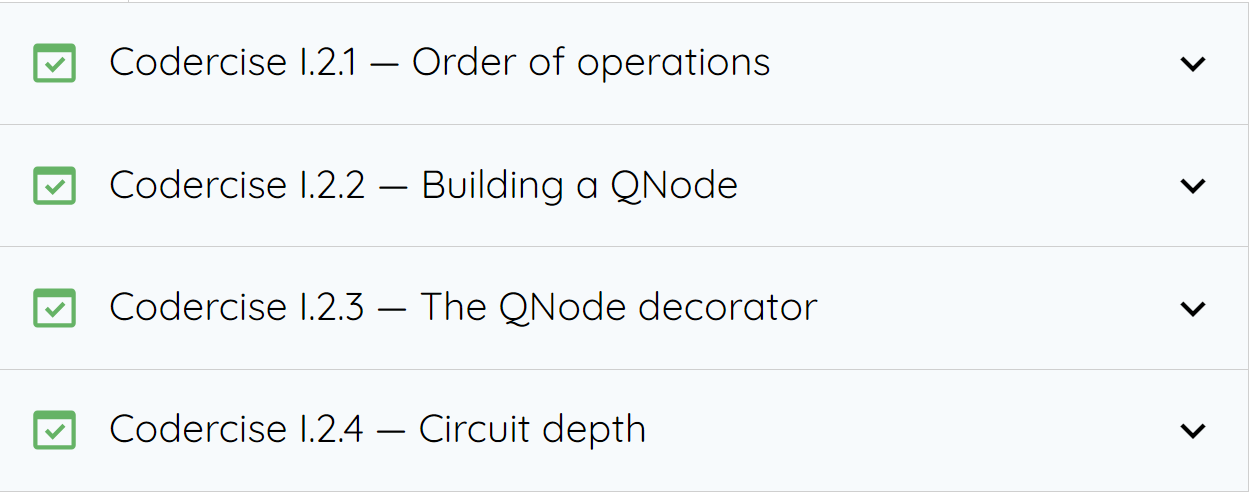 Codercise I.2.1 — Order of operations
Codercise I.2.2 — Building a QNode
Codercise I.2.3 — The QNode decorator
Codercise I.2.4 — Circuit depth